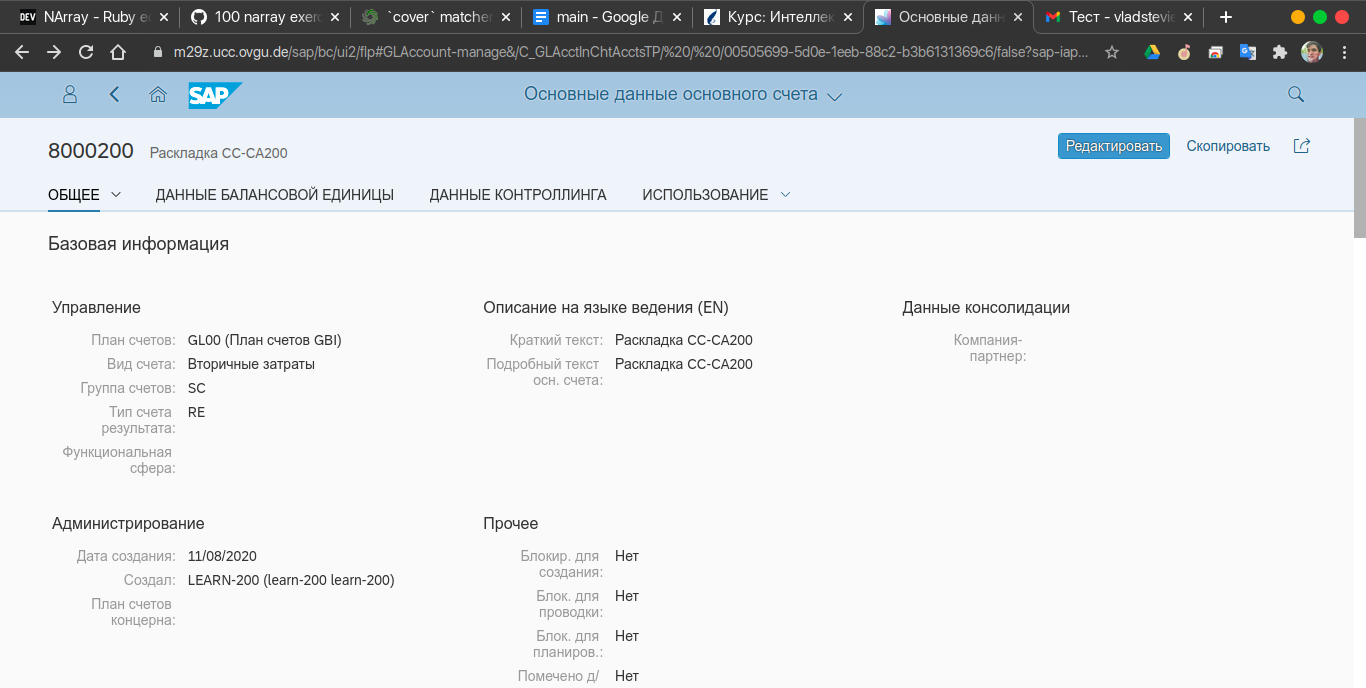 DEV NArray - Ruby e
100 narray exer
`cover` matche
main - Google Д
Курс: Интеллек
Основные данн
Тест - vladstevi
m29z.ucc.ovgu.de/sap/bc/ui2/flp#GLAccount-manage&/C_GLAcctInChtAcctsTP/%20/%20/00505699-5d0e-1eeb-88c2-b3b6131369c6/false?sap-iap...
SAP
Основные данные основного счета
8000200 Раскладка CC-CA200
Редактировать Скопировать
ОБЩЕЕ ДАННЫЕ БАЛАНСОВОЙ ЕДИНИЦЫ ДАННЫЕ КОНТРОЛЛИНГА ИСПОЛЬЗОВАНИЕ
Базовая информация
Управление
План счетов: GL00 (План счетов GBI)
Вид счета: Вторичные затраты
Группа счетов: SC
Тип счета RE
результата:
Функциональная
сфера:
Описание на языке ведения (EN)
Краткий текст: Раскладка CC-CA200
Подробный текст Раскладка CC-CA200
осн. счета:
Данные консолидации
Компания-
партнер:
Администрирование
Дата создания: 11/08/2020
Создал: LEARN-200 (learn-200 learn-200)
План счетов
концерна:
Прочее
Блокир. для Нет
создания:
Блок. для Нет
проводки:
Блок. для Нет
планиров.:
Помечено д/ Нет